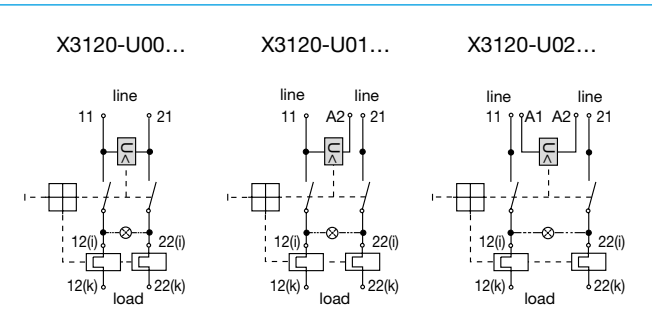 X3120-U00... X3120-U01... X3120-U02...
line line line line line
11 21 11 A2 21 11 A1 A2 21
U< U< U<
12(i) 22(i) 12(i) 22(i) 12(i) 22(i)
12(k) 22(k) 12(k) 22(k) 12(k) 22(k)
load load load